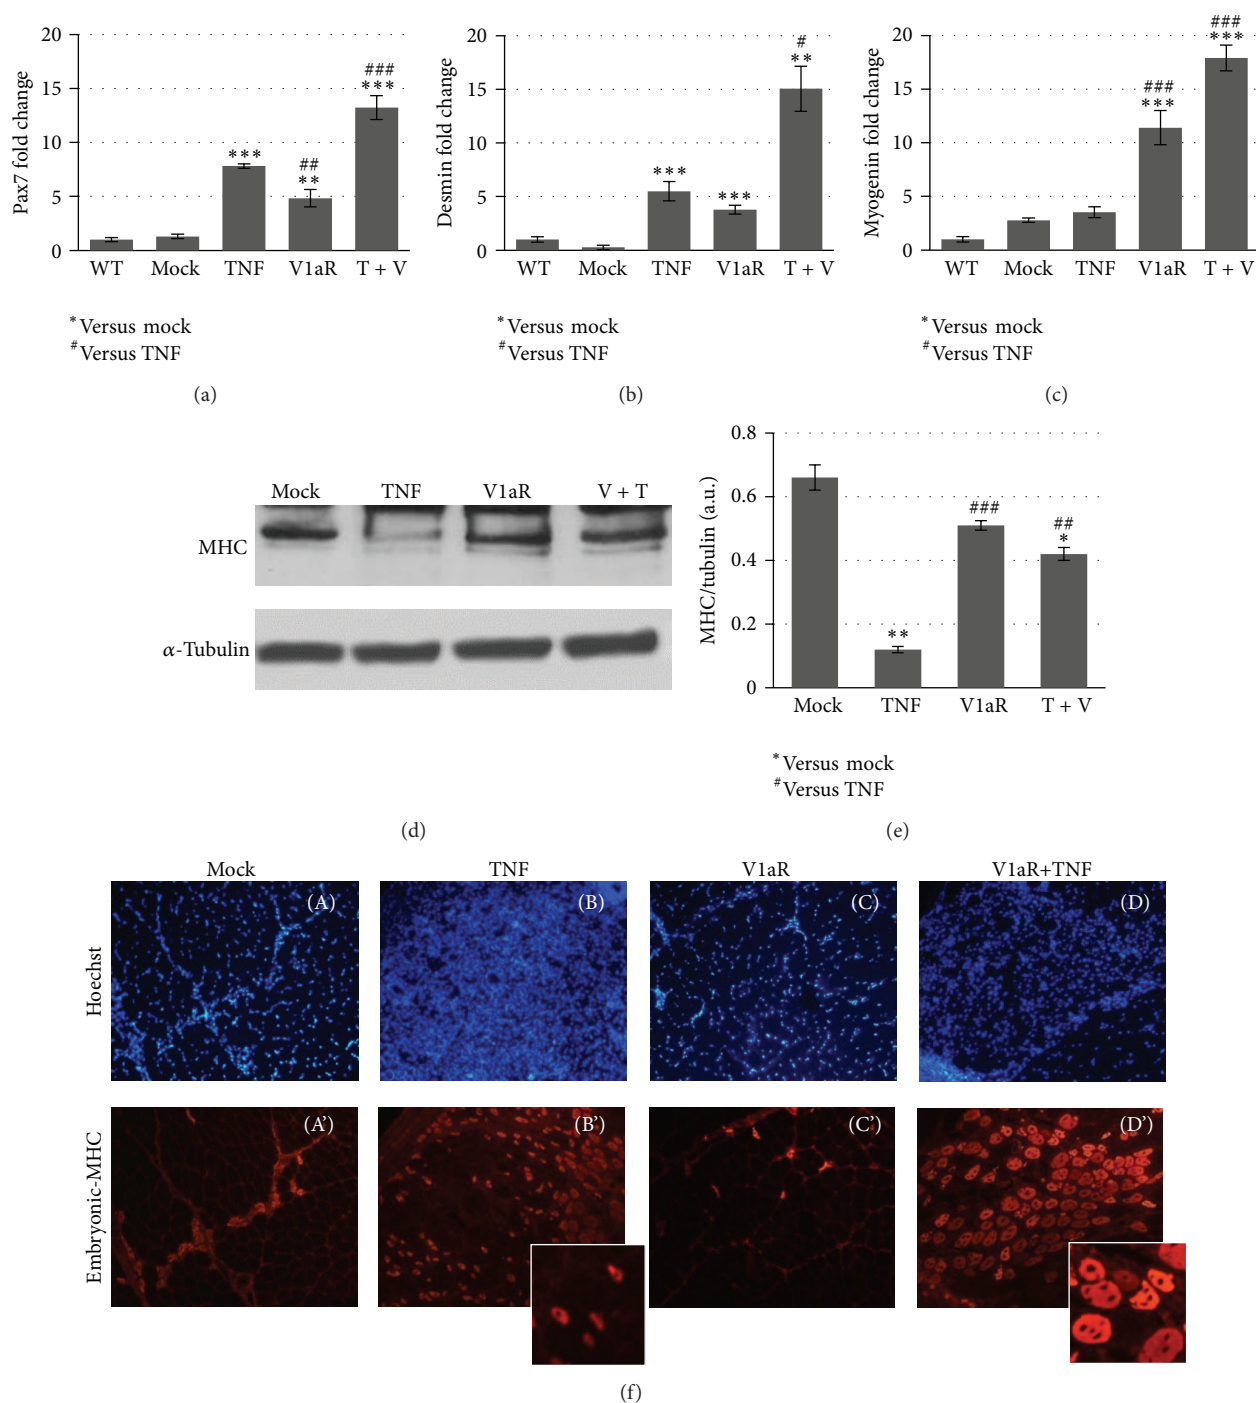 Pax7 fold change
20
15
10
5
0
***
##
**
###
***
WT Mock TNF V1aR T + V
*Versus mock
#Versus TNF
(a)
Desmin fold change
20
15
10
5
0
***
***
#
**
WT Mock TNF V1aR T + V
*Versus mock
#Versus TNF
(b)
Myogenin fold change
20
15
10
5
0
###
***
###
***
WT Mock TNF V1aR T + V
*Versus mock
#Versus TNF
(c)
Mock TNF V1aR V + T
MHC
α-Tubulin
(d)
MHC/tubulin (a.u.)
0.8
0.6
0.4
0.2
0
**
###
##
*
Mock TNF V1aR T + V
*Versus mock
#Versus TNF
(e)
Mock TNF V1aR V1aR+TNF
Hoechst
(A) (B) (C) (D)
Embryonic-MHC
(A') (B') (C') (D')
(f)